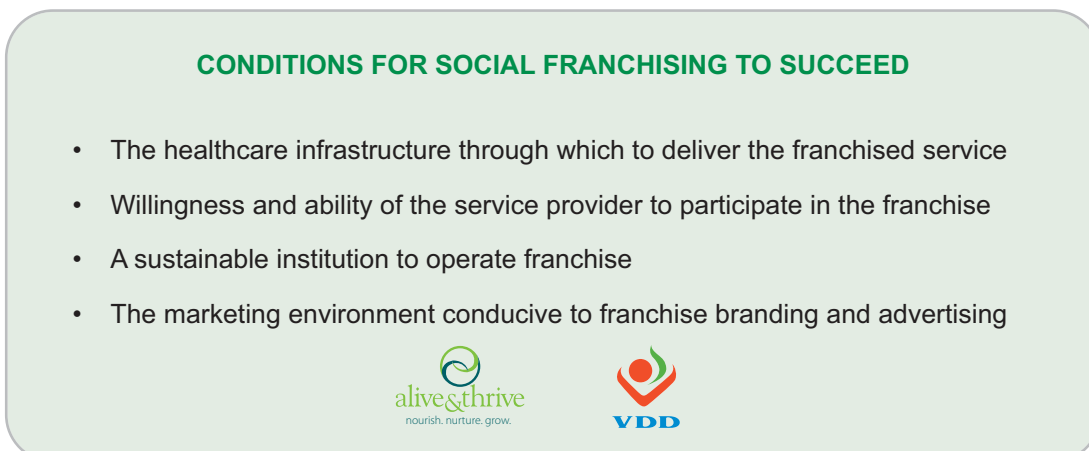 CONDITIONS FOR SOCIAL FRANCHISING TO SUCCEED
• The healthcare infrastructure through which to deliver the franchised service
• Willingness and ability of the service provider to participate in the franchise
• A sustainable institution to operate franchise
• The marketing environment conducive to franchise branding and advertising
alive&thrive
nourish. nurture. grow.
VDD